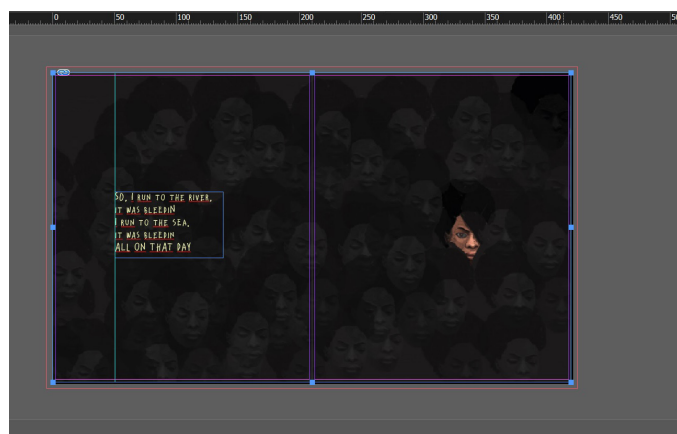 0 50 100 150 200 250 300 350 400 450
SO, I RUN TO THE RIVER,
IT WAS BLEEDIN
I RUN TO THE SEA,
IT WAS BLEEDIN
ALL ON THAT DAY